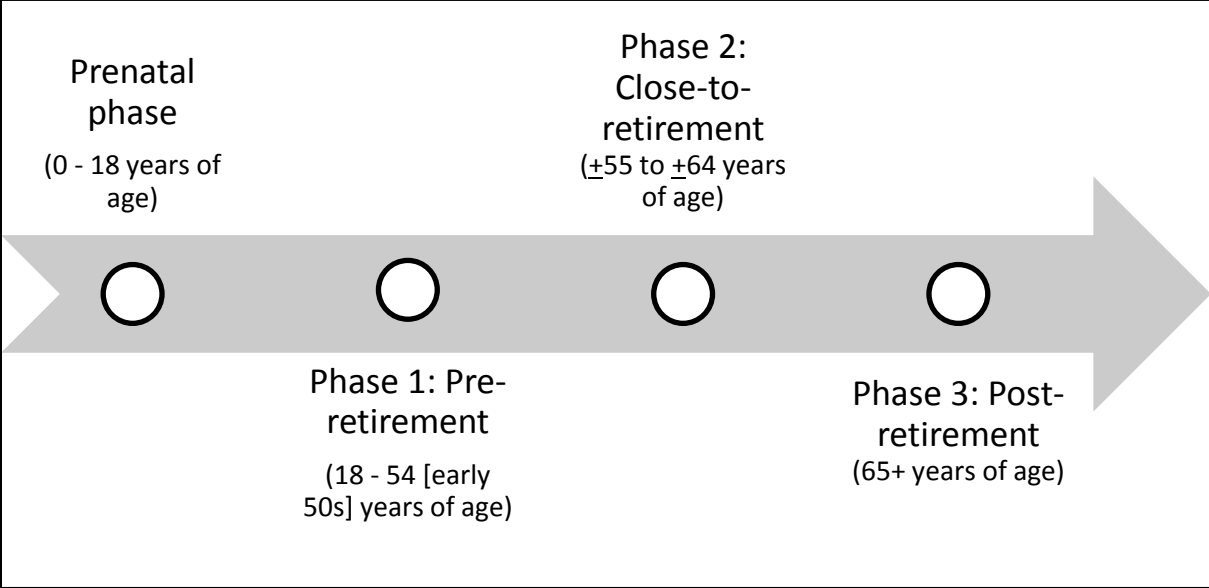 Prenatal
phase
(0 - 18 years of
age)
Phase 1: Pre-
retirement
(18 - 54 [early
50s] years of age)
Phase 2:
Close-to-
retirement
(±55 to ±64 years
of age)
Phase 3: Post-
retirement
(65+ years of age)